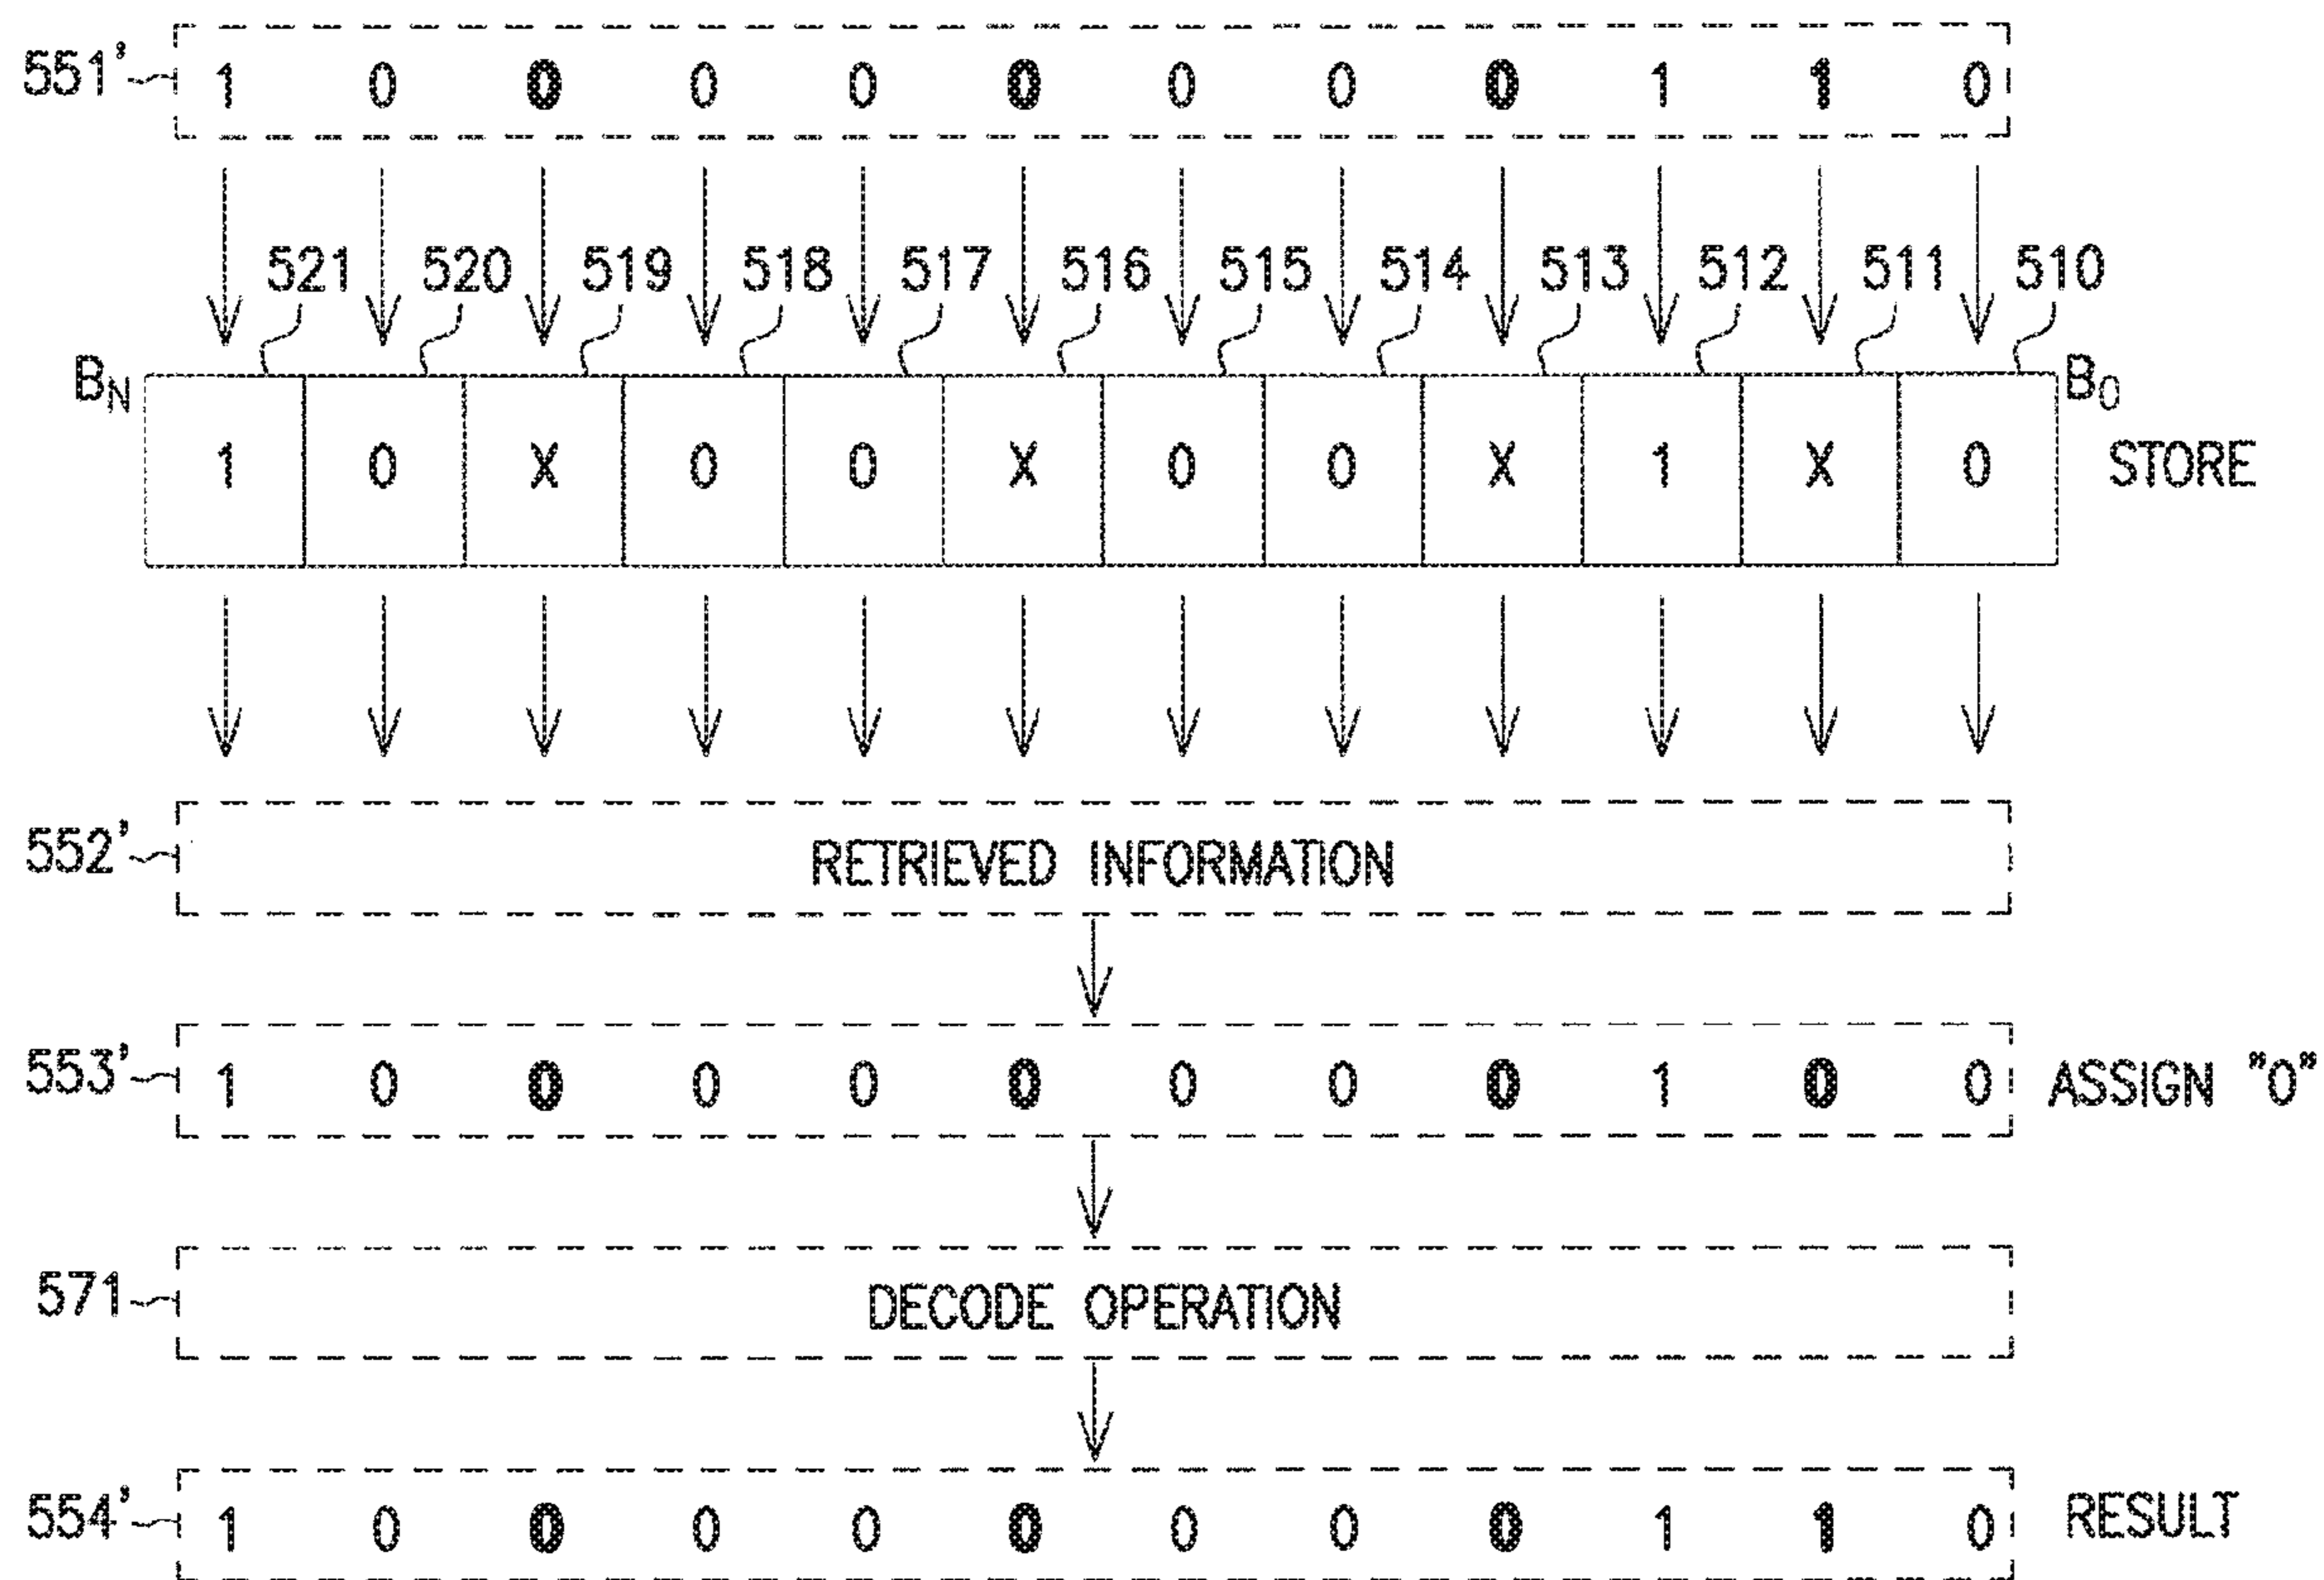 551' 1 0 0 0 0 0 0 0 0 1 1 0
521 520 519 518 517 516 515 514 513 512 511 510
BN B0
1 0 X 0 0 X 0 0 X 1 X 0 STORE
552' RETRIEVED INFORMATION
553' 1 0 0 0 0 0 0 0 0 1 0 0 ASSIGN "0"
571 DECODE OPERATION
554' 1 0 0 0 0 0 0 0 0 1 1 0 RESULT